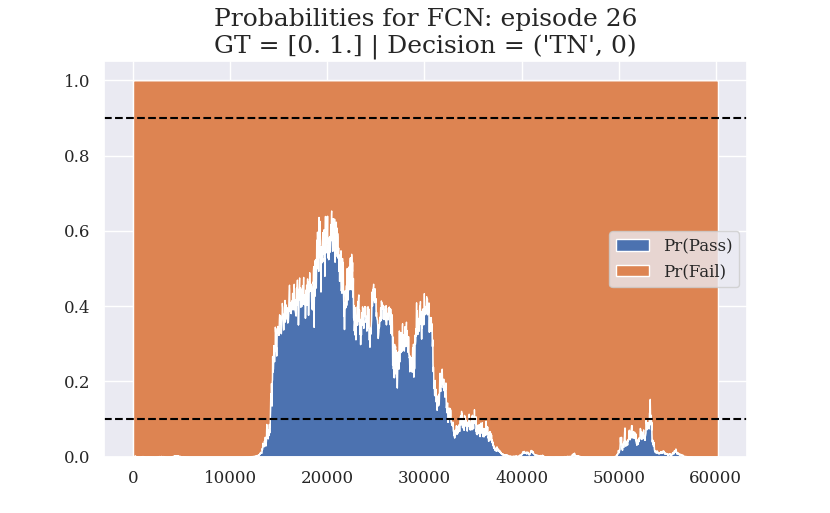 Probabilities for FCN: episode 26
GT = [0. 1.] | Decision = ('TN', 0)
1.0
0.8
0.6
0.4
0.2
0.0
Pr(Pass)
Pr(Fail)
0 10000 20000 30000 40000 50000 60000